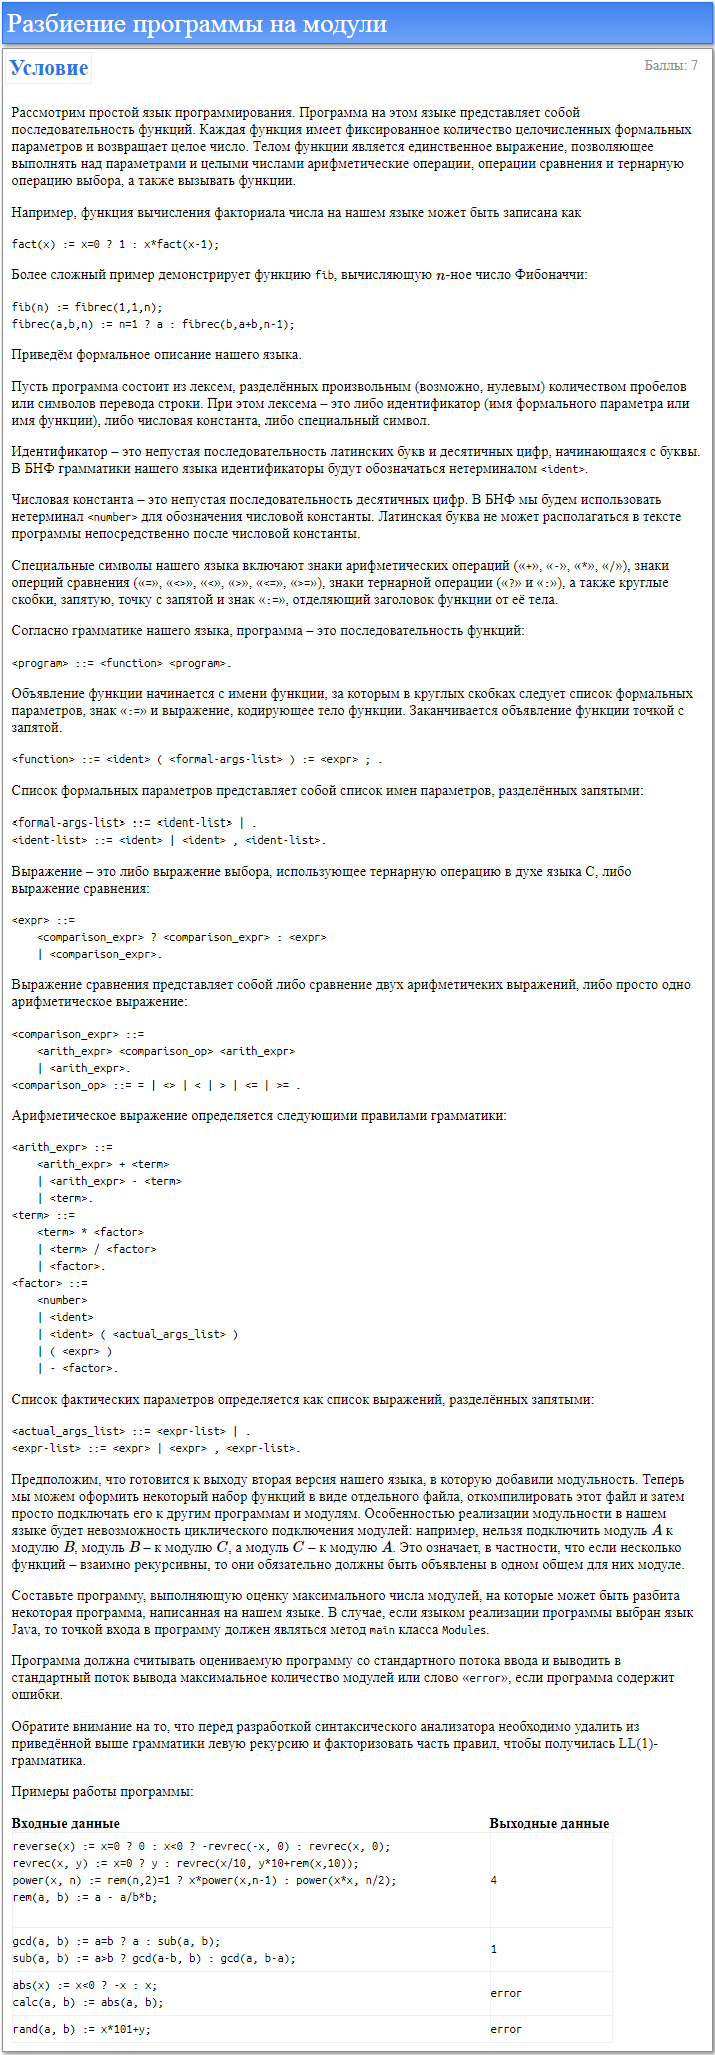 Разбиение программы на модули
Условие
Баллы: 7
Рассмотрим простой язык программирования. Программа на этом языке представляет собой
последовательность функций. Каждая функция имеет фиксированное количество целочисленных формальных
параметров и возвращает целое число. Телом функции является единственное выражение, позволяющее
выполнять над параметрами и целыми числами арифметические операции, операции сравнения и тернарную
операцию выбора, а также вызывать функции.
Например, функция вычисления факториала числа на нашем языке может быть записана как
fact(x) := x=0 ? 1 : x*fact(x-1);
Более сложный пример демонстрирует функцию fib, вычисляющую n-ное число Фибоначчи:
fib(n) := fibrec(1,1,n);
fibrec(a,b,n) := n=1 ? a : fibrec(b,a+b,n-1);
Приведём формальное описание нашего языка.
Пусть программа состоит из лексем, разделённых произвольным (возможно, нулевым) количеством пробелов
или символов перевода строки. При этом лексема – это либо идентификатор (имя формального параметра или
имя функции), либо числовая константа, либо специальный символ.
Идентификатор – это непустая последовательность латинских букв и десятичных цифр, начинающаяся с буквы.
В БНФ грамматики нашего языка идентификаторы будут обозначаться нетерминалом <ident>.
Числовая константа – это непустая последовательность десятичных цифр. В БНФ мы будем использовать
нетерминал <number> для обозначения числовой константы. Латинская буква не может располагаться в тексте
программы непосредственно после числовой константы.
Специальные символы нашего языка включают знаки арифметических операций («+», «-», «*», «/»), знаки
оперций сравнения («=», «<>», «<», «>», «<=», «>=»), знаки тернарной операции («?» и «:»), а также круглые
скобки, запятую, точку с запятой и знак «:=», отделяющий заголовок функции от её тела.
Согласно грамматике нашего языка, программа – это последовательность функций:
<program> ::= <function> <program>.
Объявление функции начинается с имени функции, за которым в круглых скобках следует список формальных
параметров, знак «:=» и выражение, кодирующее тело функции. Заканчивается объявление функции точкой с
запятой.
<function> ::= <ident> ( <formal-args-list> ) := <expr> ; .
Список формальных параметров представляет собой список имен параметров, разделённых запятыми:
<formal-args-list> ::= <ident-list> | .
<ident-list> ::= <ident> | <ident> , <ident-list>.
Выражение – это либо выражение выбора, использующее тернарную операцию в духе языка C, либо
выражение сравнения:
<expr> ::=
<comparison_expr> ? <comparison_expr> : <expr>
| <comparison_expr>.
Выражение сравнения представляет собой либо сравнение двух арифметичеких выражений, либо просто одно
арифметическое выражение:
<comparison_expr> ::=
<arith_expr> <comparison_op> <arith_expr>
| <arith_expr>.
<comparison_op> ::= = | <> | < | > | <= | >= .
Арифметическое выражение определяется следующими правилами грамматики:
<arith_expr> ::=
<arith_expr> + <term>
| <arith_expr> - <term>
| <term>.
<term> ::=
<term> * <factor>
| <term> / <factor>
| <factor>.
<factor> ::=
<number>
| <ident>
| <ident> ( <actual_args_list> )
| ( <expr> )
| - <factor>.
Список фактических параметров определяется как список выражений, разделённых запятыми:
<actual_args_list> ::= <expr-list> | .
<expr-list> ::= <expr> | <expr> , <expr-list>.
Предположим, что готовится к выходу вторая версия нашего языка, в которую добавили модульность. Теперь
мы можем оформить некоторый набор функций в виде отдельного файла, откомпилировать этот файл и затем
просто подключать его к другим программам и модулям. Особенностью реализации модульности в нашем
языке будет невозможность циклического подключения модулей: например, нельзя подключить модуль A к
модулю B, модуль B – к модулю C, а модуль C – к модулю A. Это означает, в частности, что если несколько
функций – взаимно рекурсивны, то они обязательно должны быть объявлены в одном общем для них модуле.
Составьте программу, выполняющую оценку максимального числа модулей, на которые может быть разбита
некоторая программа, написанная на нашем языке. В случае, если языком реализации программы выбран язык
Java, то точкой входа в программу должен являться метод main класса Modules.
Программа должна считывать оцениваемую программу со стандартного потока ввода и выводить в
стандартный поток вывода максимальное количество модулей или слово «error», если программа содержит
ошибки.
Обратите внимание на то, что перед разработкой синтаксического анализатора необходимо удалить из
приведённой выше грамматики левую рекурсию и факторизовать часть правил, чтобы получилась LL(1)-
грамматика.
Примеры работы программы:
Входные данные Выходные данные
reverse(x) := x=0 ? 0 : x<0 ? -revrec(-x, 0) : revrec(x, 0);
revrec(x, y) := x=0 ? y : revrec(x/10, y*10+rem(x,10));
power(x, n) := rem(n,2)=1 ? x*power(x,n-1) : power(x*x, n/2);
4
rem(a, b) := a - a/b*b;
gcd(a, b) := a=b ? a : sub(a, b);
1
sub(a, b) := a>b ? gcd(a-b, b) : gcd(a, b-a);
abs(x) := x<0 ? -x : x;
error
calc(a, b) := abs(a, b);
rand(a, b) := x*101+y;
error